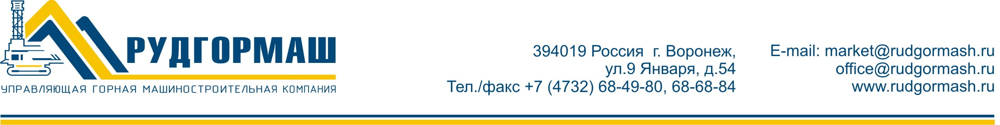 РУДГОРМАШ
УПРАВЛЯЮЩАЯ ГОРНАЯ МАШИНОСТРОИТЕЛЬНАЯ КОМПАНИЯ
394019 Россия  г. Воронеж,
ул.9 Января, д.54
Тел./факс +7 (4732) 68-49-80, 68-68-84
E-mail: market@rudgormash.ru
office@rudgormash.ru
www.rudgormash.ru